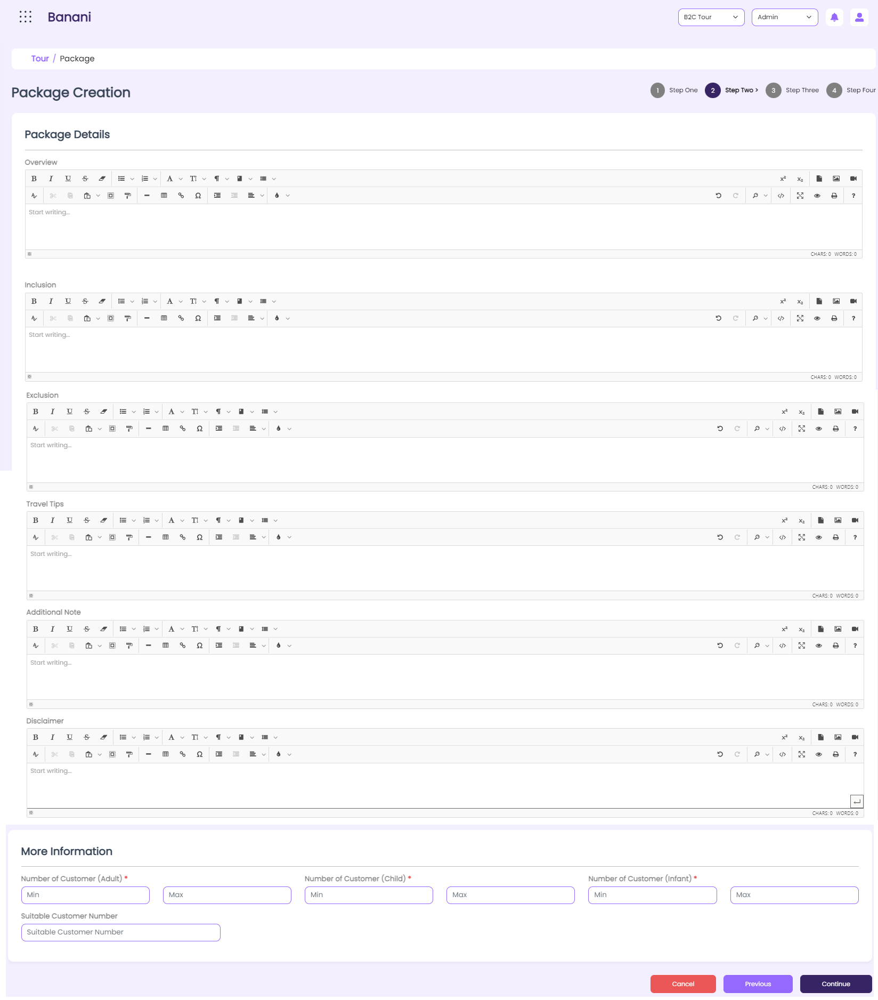 Banani
B2C Tour
Admin
Tour / Package
Package Creation
1 Step One 2 Step Two > 3 Step Three 4 Step Four
Package Details
Overview
Start writing...
CHARS: 0 WORDS: 0
Inclusion
Start writing...
CHARS: 0 WORDS: 0
Exclusion
Start writing...
CHARS: 0 WORDS: 0
Travel Tips
Start writing...
CHARS: 0 WORDS: 0
Additional Note
Start writing...
CHARS: 0 WORDS: 0
Disclaimer
Start writing...
CHARS: 0 WORDS: 0
More Information
Number of Customer (Adult) * Number of Customer (Child) * Number of Customer (Infant) *
Min Max Min Max Min Max
Suitable Customer Number
Suitable Customer Number
Cancel Previous Continue